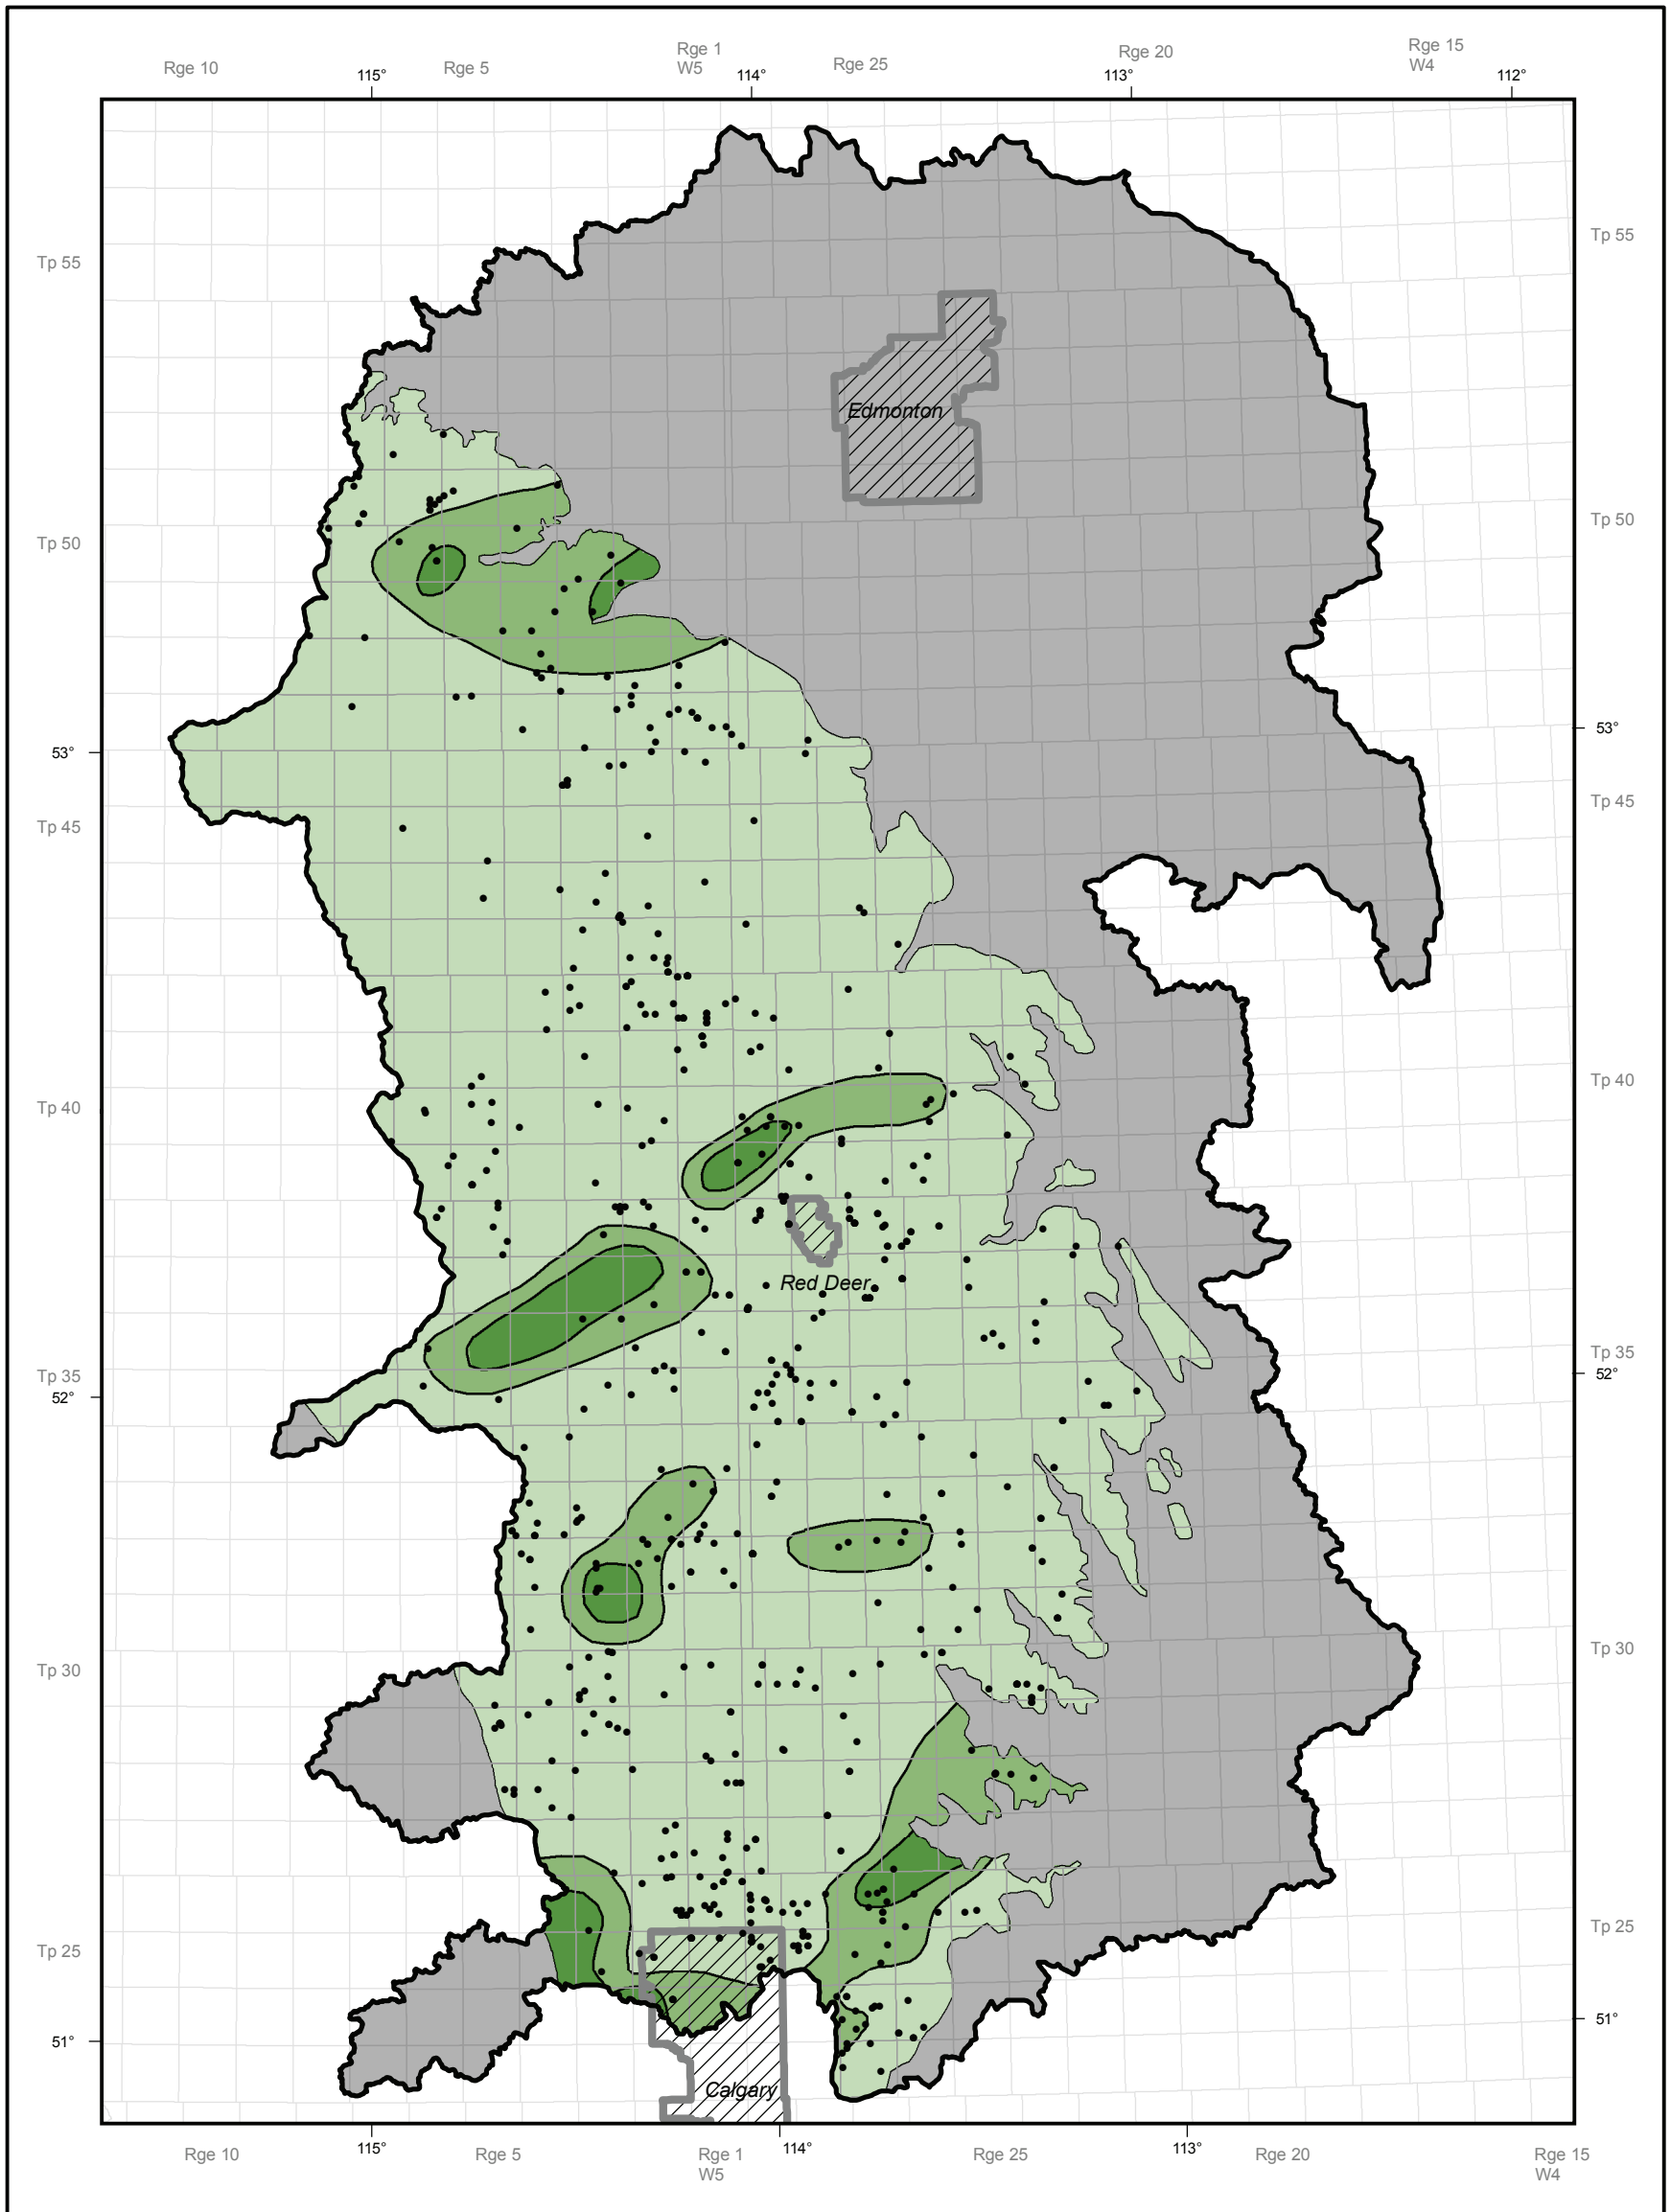 Rge 10
Rge 5
Rge 1
W5
Rge 25
Rge 20
Rge 15
W4
115°
114°
113°
112°
Tp 55
Tp 55
Edmonton
Tp 50
Tp 50
53°
53°
Tp 45
Tp 45
Tp 40
Tp 40
Red Deer
Tp 35
Tp 35
52°
52°
Tp 30
Tp 30
Tp 25
Tp 25
51°
51°
Calgary
115°
114°
113°
Rge 10
Rge 5
Rge 1
W5
Rge 25
Rge 20
Rge 15
W4